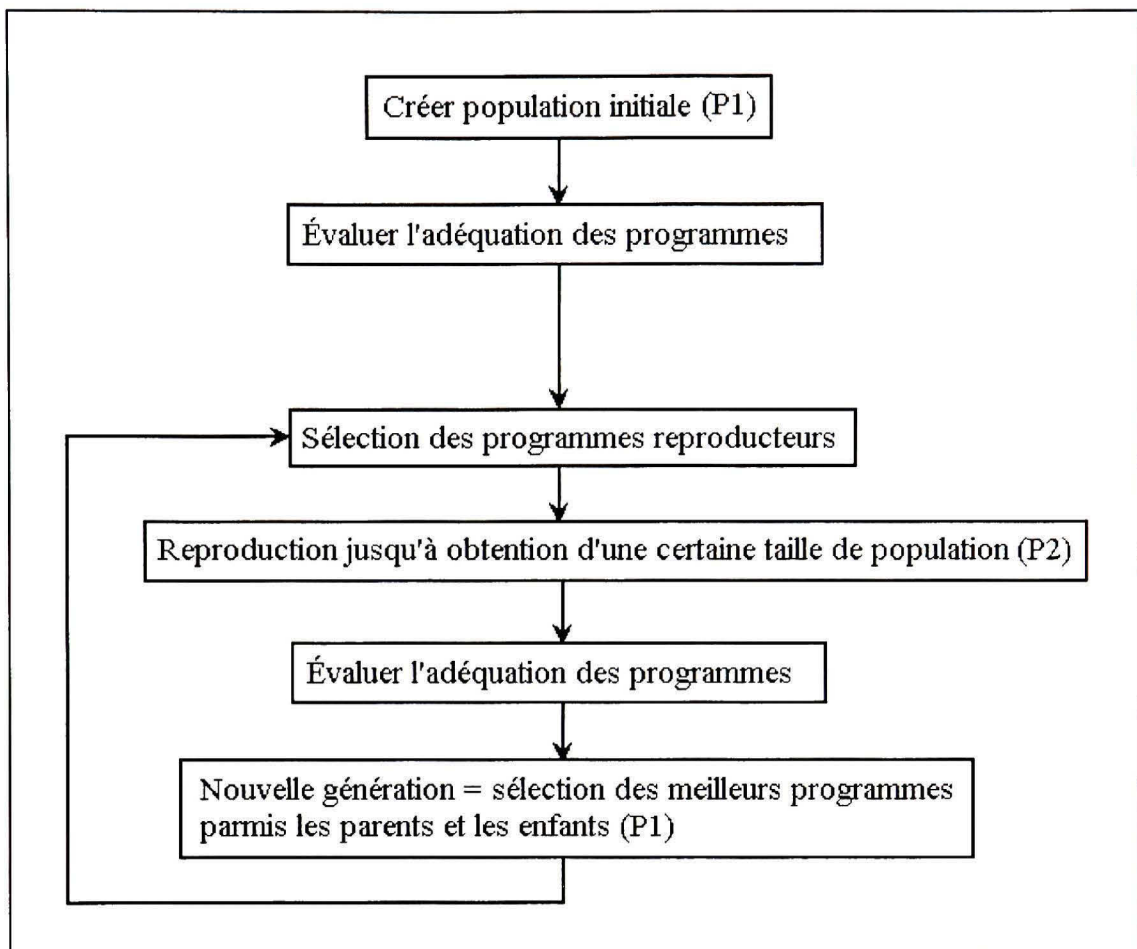 Créer population initiale (P1)
Évaluer l'adéquation des programmes
Sélection des programmes reproducteurs
Reproduction jusqu'à obtention d'une certaine taille de population (P2)
Évaluer l'adéquation des programmes
Nouvelle génération = sélection des meilleurs programmes
parmis les parents et les enfants (P1)